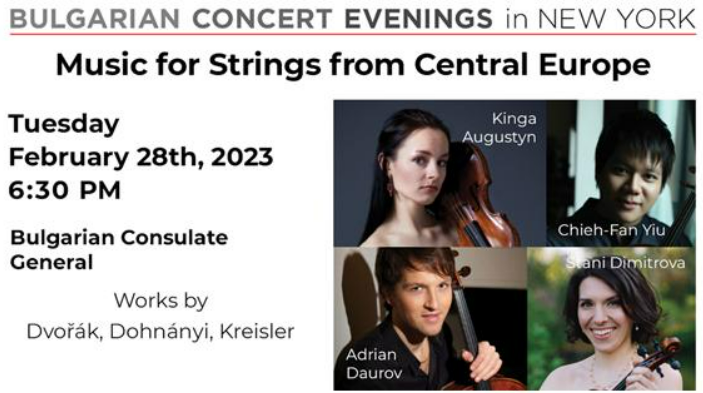 BULGARIAN CONCERT EVENINGS in NEW YORK
Music for Strings from Central Europe
Tuesday
February 28th, 2023
6:30 PM
Bulgarian Consulate
General
Works by
Dvořák, Dohnányi, Kreisler
Kinga
Augustyn
Chieh-Fan Yiu
Adrian
Daurov
Stani Dimitrova